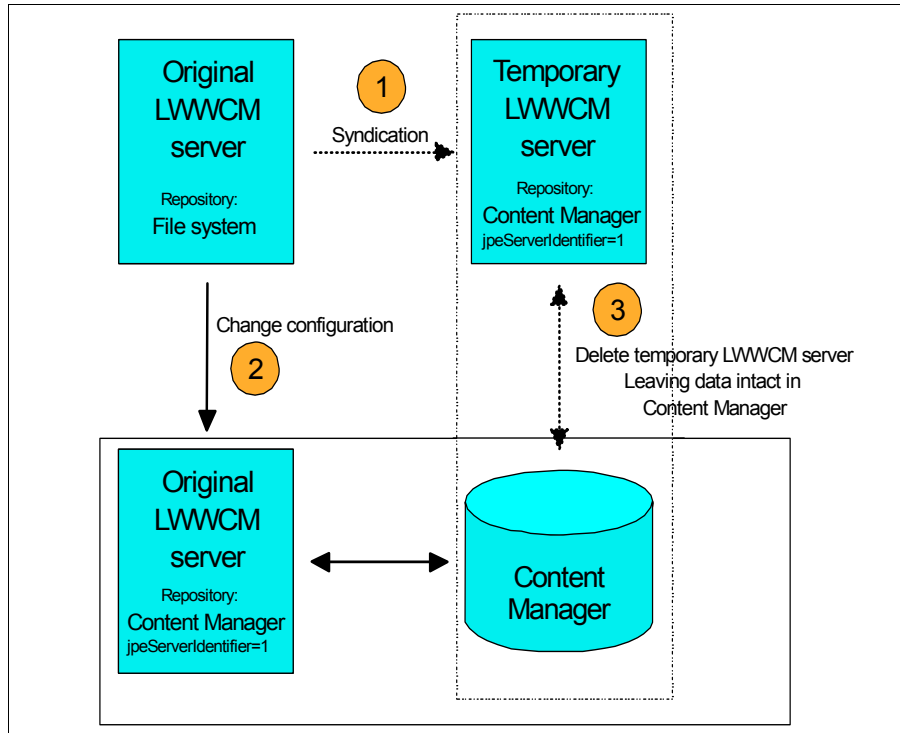 Original
LWWCM
server
Repository:
File system
1
Syndication
Temporary
LWWCM
server
Repository:
Content Manager
jpeServerIdentifier=1
Change configuration
2
3
Delete temporary LWWCM server
Leaving data intact in
Content Manager
Original
LWWCM
server
Repository:
Content Manager
jpeServerIdentifier=1
Content
Manager